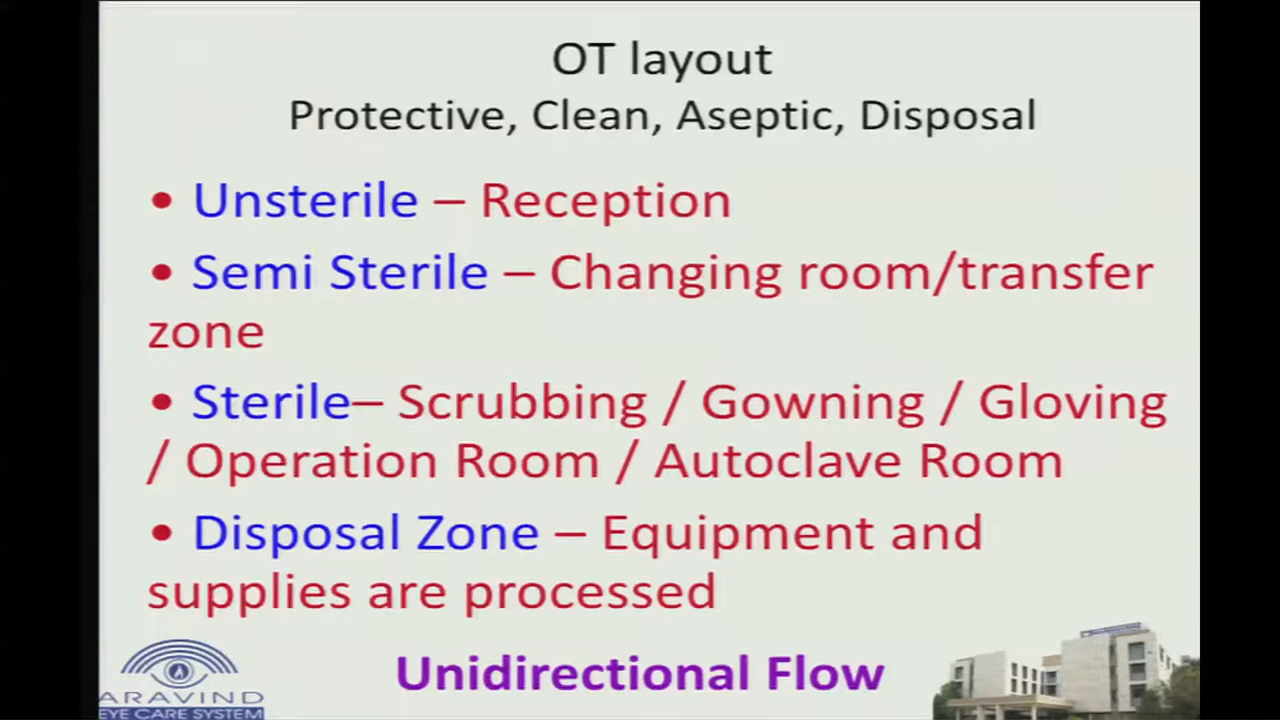 OT layout
Protective, Clean, Aseptic, Disposal
• Unsterile – Reception
• Semi Sterile – Changing room/transfer
zone
• Sterile– Scrubbing / Gowning / Gloving
/ Operation Room / Autoclave Room
• Disposal Zone – Equipment and
supplies are processed
Unidirectional Flow
ARAVIND
EYE CARE SYSTEM